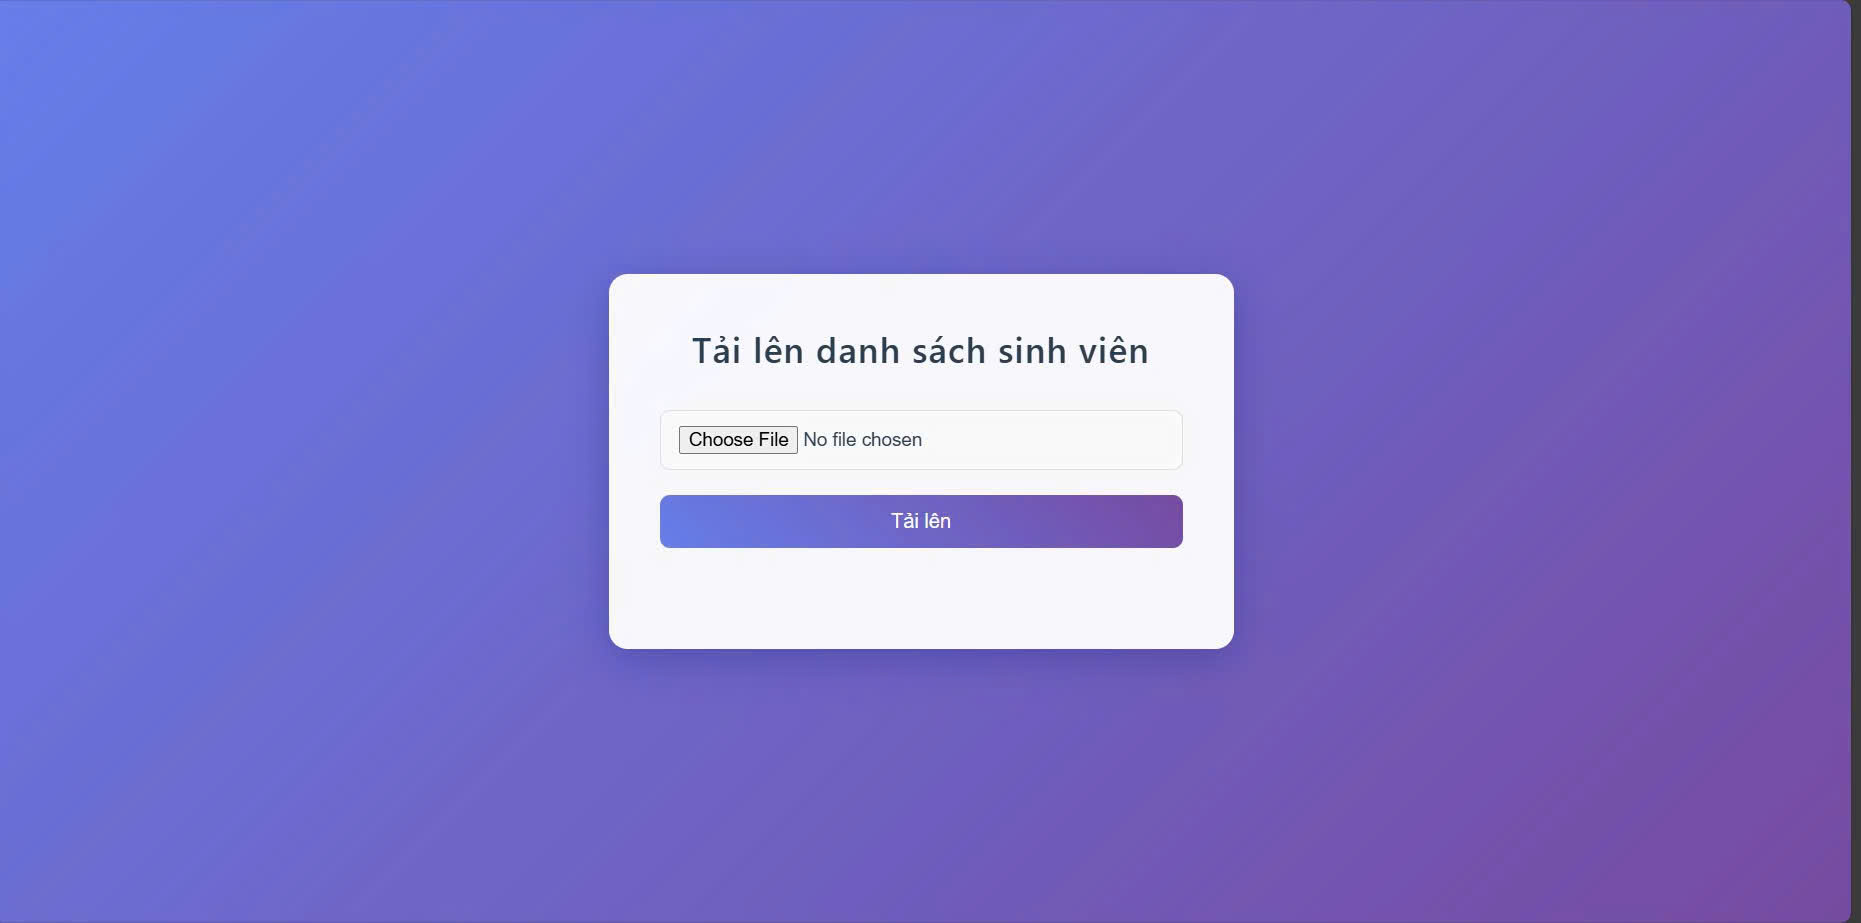 Tải lên danh sách sinh viên
Choose File No file chosen
Tải lên